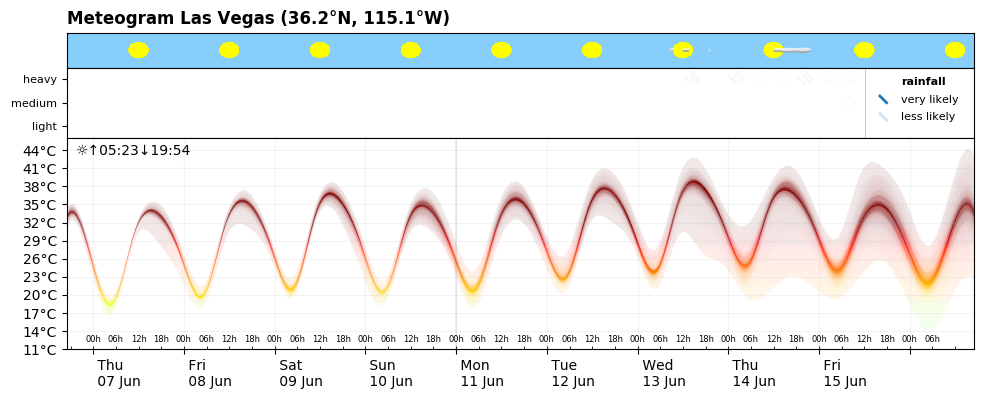 Meteogram Las Vegas (36.2°N, 115.1°W)
heavy
medium
light
rainfall
very likely
less likely
☼↑05:23↓19:54
44°C
41°C
38°C
35°C
32°C
29°C
26°C
23°C
20°C
17°C
14°C
11°C
00h 06h 12h 18h 00h 06h 12h 18h 00h 06h 12h 18h 00h 06h 12h 18h 00h 06h 12h 18h 00h 06h 12h 18h 00h 06h 12h 18h 00h 06h 12h 18h 00h 06h 12h 18h 00h 06h
Thu Fri Sat Sun Mon Tue Wed Thu Fri
07 Jun 08 Jun 09 Jun 10 Jun 11 Jun 12 Jun 13 Jun 14 Jun 15 Jun